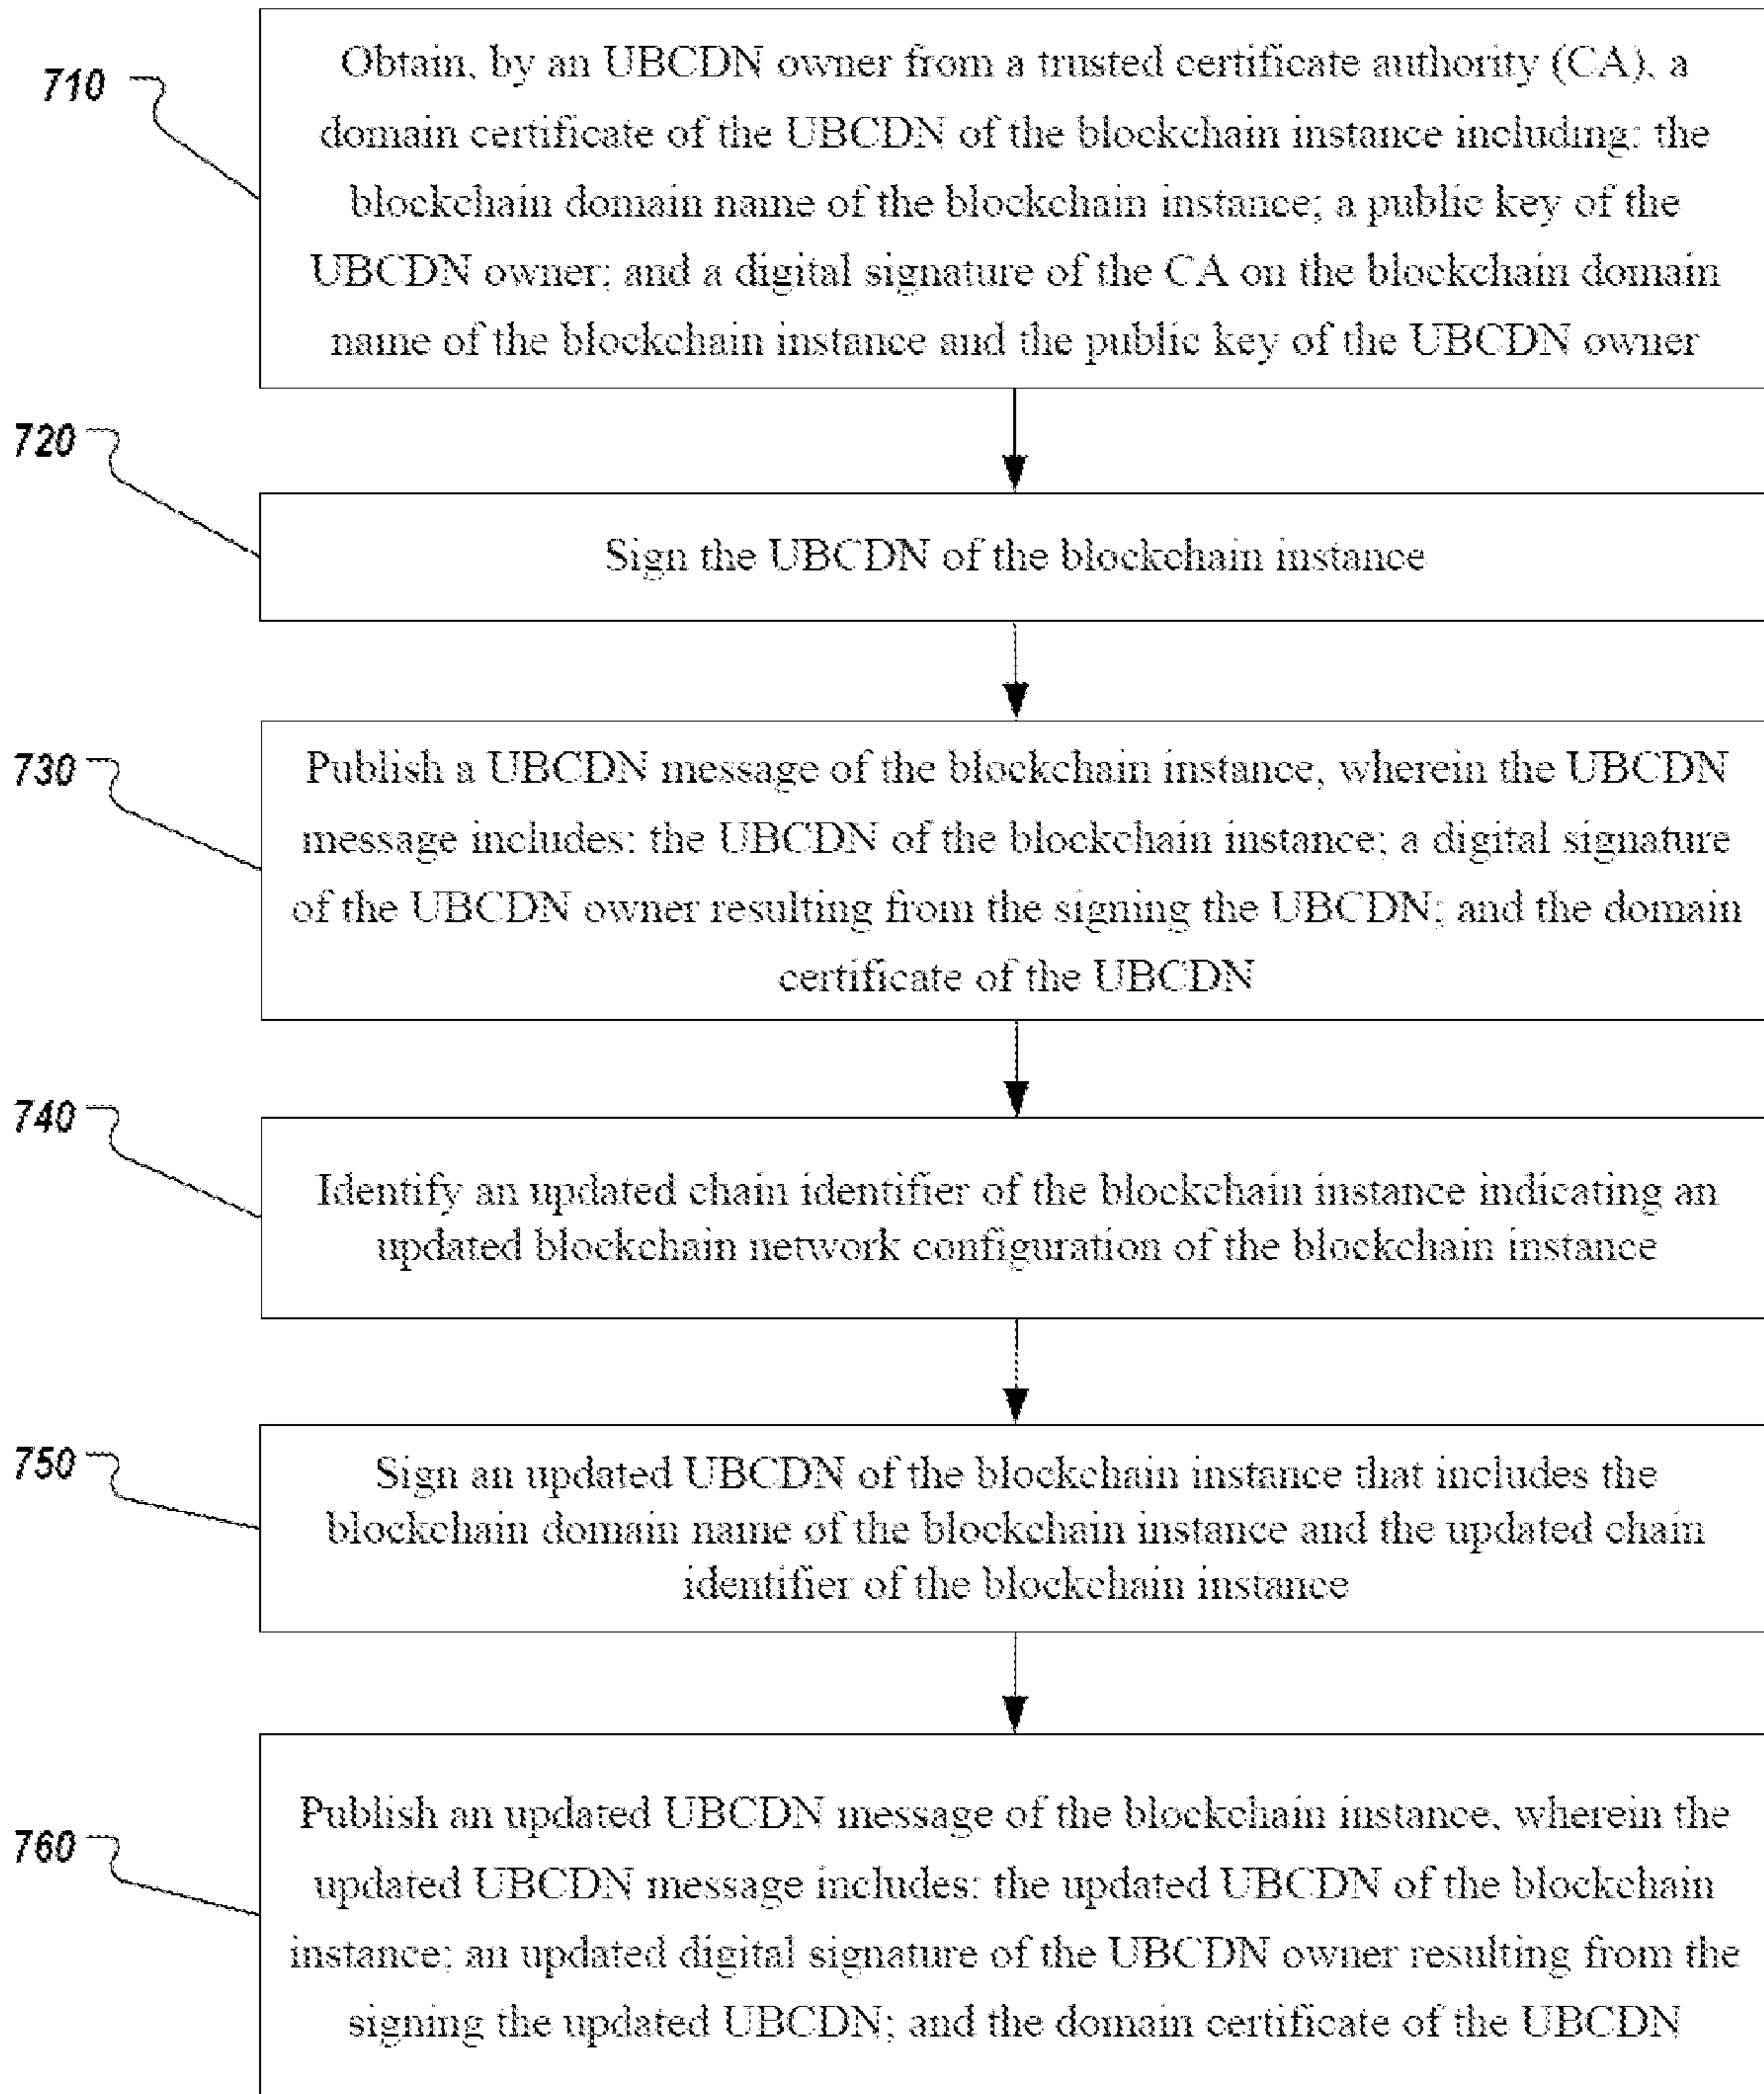 710
Obtain, by an UBCDN owner from a trusted certificate authority (CA), a
domain certificate of the UBCDN of the blockchain instance including: the
blockchain domain name of the blockchain instance; a public key of the
UBCDN owner; and a digital signature of the CA on the blockchain domain
name of the blockchain instance and the public key of the UBCDN owner
720
Sign the UBCDN of the blockchain instance
730
Publish a UBCDN message of the blockchain instance, wherein the UBCDN
message includes: the UBCDN of the blockchain instance; a digital signature
of the UBCDN owner resulting from the signing the UBCDN; and the domain
certificate of the UBCDN
740
Identify an updated chain identifier of the blockchain instance indicating an
updated blockchain network configuration of the blockchain instance
750
Sign an updated UBCDN of the blockchain instance that includes the
blockchain domain name of the blockchain instance and the updated chain
identifier of the blockchain instance
760
Publish an updated UBCDN message of the blockchain instance, wherein the
updated UBCDN message includes: the updated UBCDN of the blockchain
instance; an updated digital signature of the UBCDN owner resulting from the
signing the updated UBCDN; and the domain certificate of the UBCDN